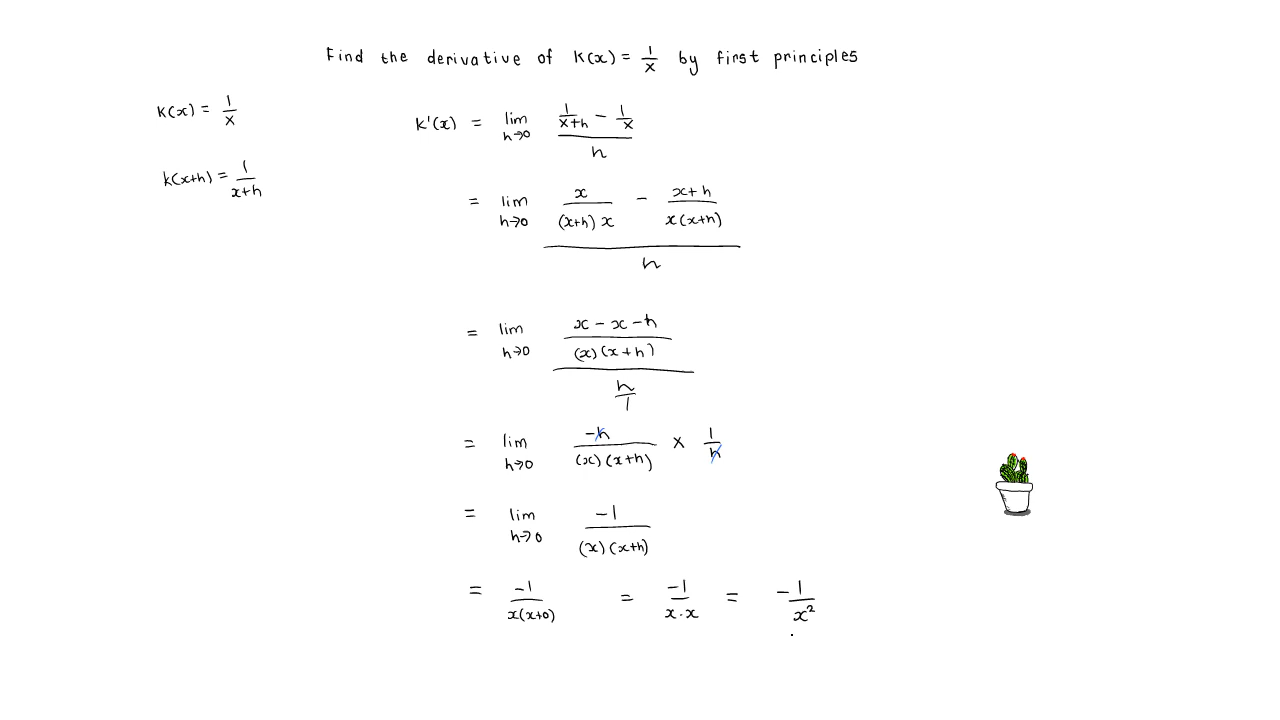 Find the derivative of K(x) = 1/x by first principles
K(x) = 1/x
K'(x) = lim h→0 (1/(x+h) − 1/x)/h
k(x+h) = 1/(x+h)
= lim h→0 (x/((x+h)x) − (x+h)/(x(x+h)))/h
= lim h→0 ((x − x − h)/((x)(x+h)))/(h/1)
= lim h→0 −h/((x)(x+h)) × 1/h
= lim h→0 −1/((x)(x+h))
= −1/(x(x+0)) = −1/(x·x) = −1/x²